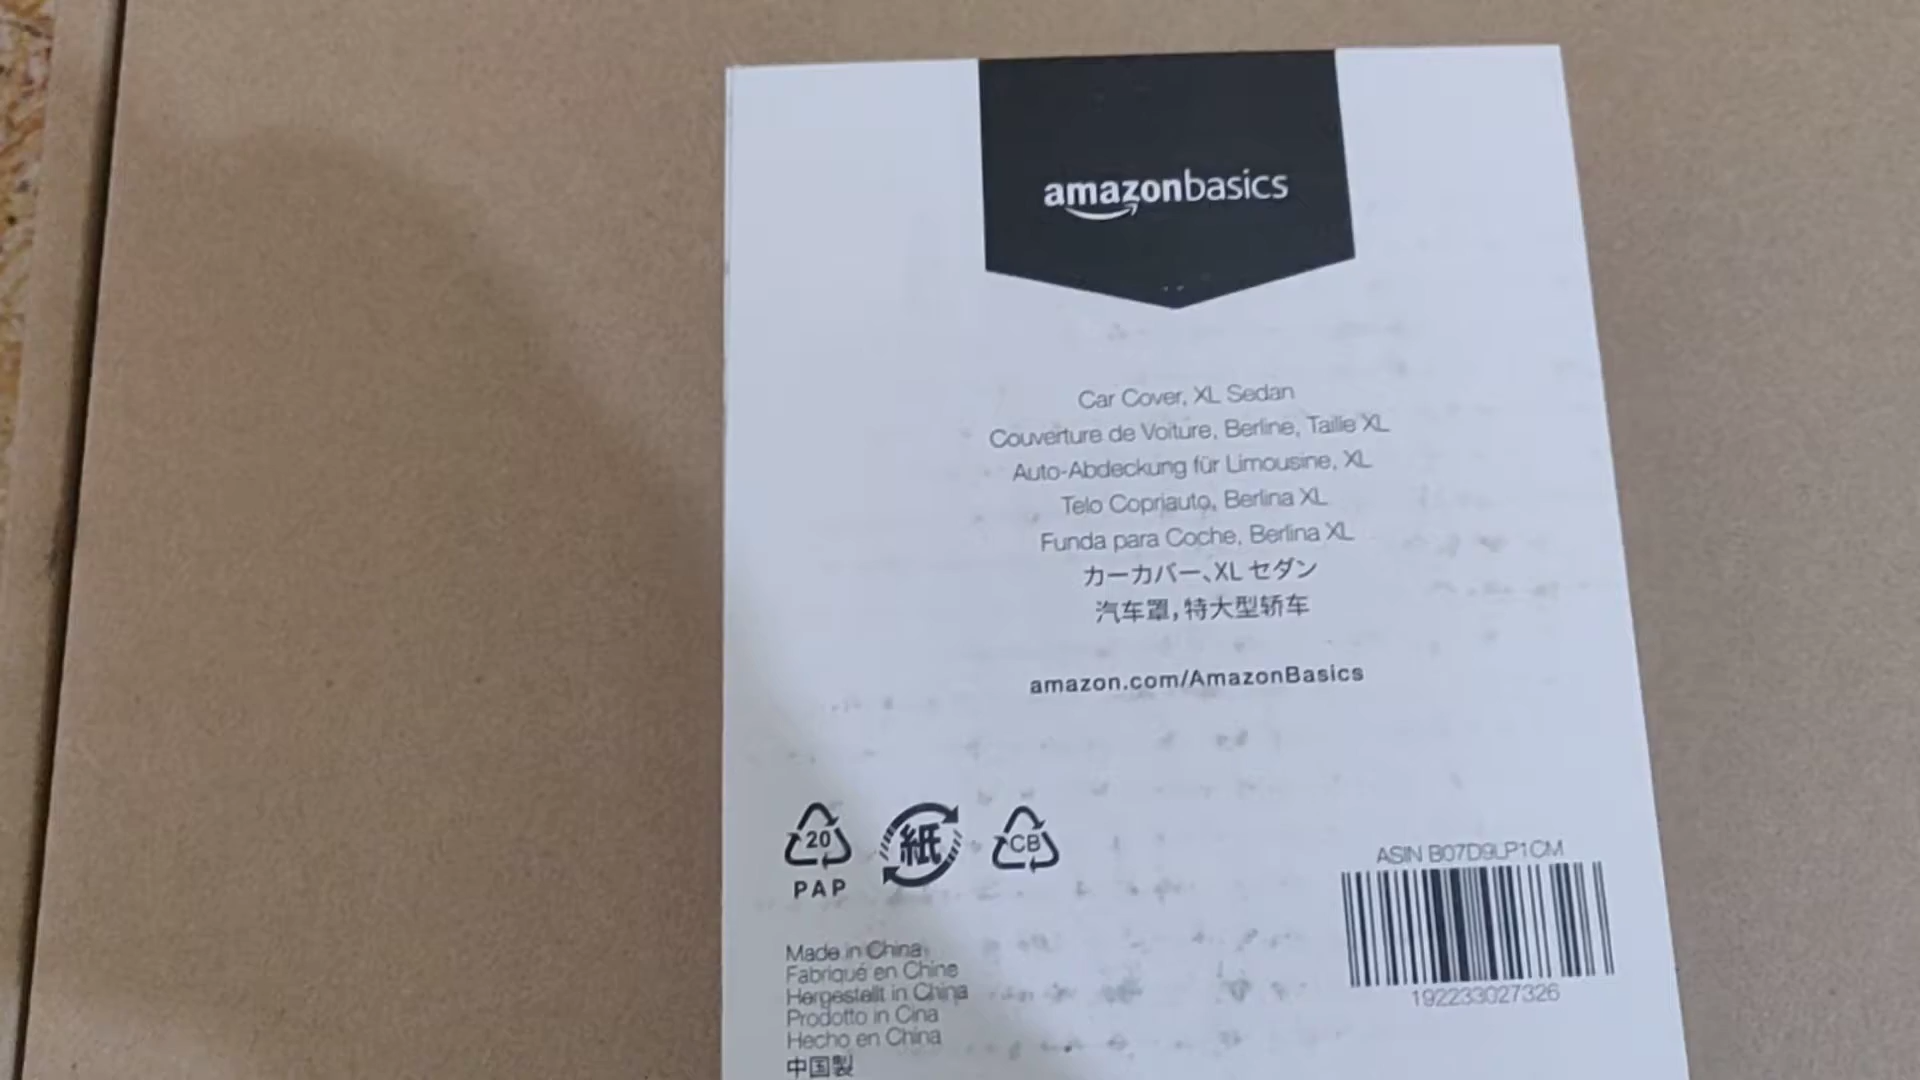 amazonbasics
Car Cover, XL Sedan
Couverture de Voiture, Berline, Taille XL
Auto-Abdeckung für Limousine, XL
Telo Copriauto, Berlina XL
Funda para Coche, Berlina XL
カーカバー、XL セダン
汽车罩，特大型轿车
amazon.com/AmazonBasics
20
PAP
紙
CB
ASIN B07D9LP1CM
192233027326
Made in China
Fabriqué en Chine
Hergestellt in China
Prodotto in Cina
Hecho en China
中国製